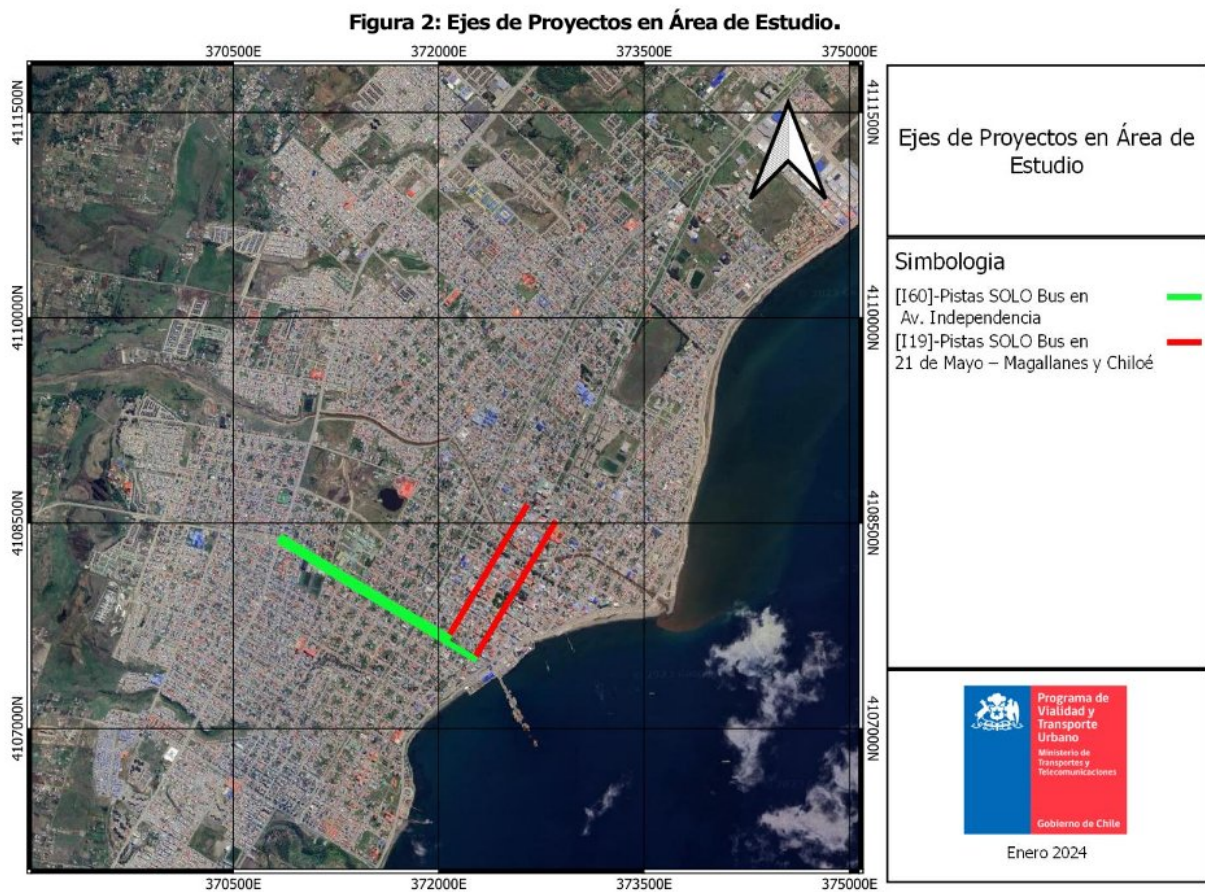 Figura 2: Ejes de Proyectos en Área de Estudio.
370500E 372000E 373500E 375000E
4111500N 4111500N
4110000N 4110000N
4108500N 4108500N
4107000N 4107000N
370500E 372000E 373500E 375000E
Ejes de Proyectos en Área de
Estudio
Simbologia
[I60]-Pistas SOLO Bus en
Av. Independencia
[I19]-Pistas SOLO Bus en
21 de Mayo – Magallanes y Chiloé
Programa de
Vialidad y
Transporte
Urbano
Ministerio de
Transportes y
Telecomunicaciones
Gobierno de Chile
Enero 2024